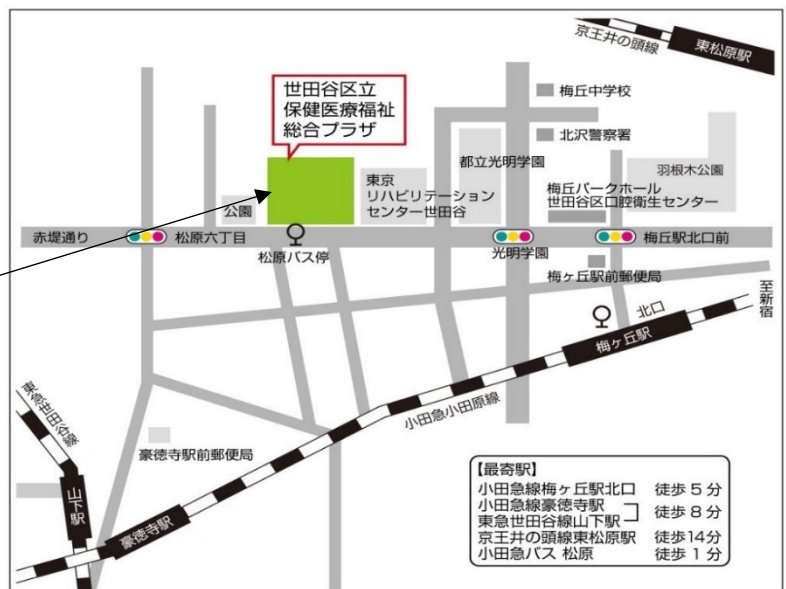 京王井の頭線
東松原駅
世田谷区立
保健医療福祉
総合プラザ
梅丘中学校
北沢警察署
都立光明学園
東京
リハビリテーション
センター世田谷
羽根木公園
梅丘パークホール
世田谷区口腔衛生センター
公園
赤堤通り
松原六丁目
松原バス停
光明学園
梅丘駅北口前
梅ヶ丘駅前郵便局
至新宿
北口
梅ヶ丘駅
小田急小田原線
東急世田谷線
豪徳寺駅前郵便局
山下駅
豪徳寺駅
【最寄駅】
小田急線梅ヶ丘駅北口 徒歩5分
小田急線豪徳寺駅
東急世田谷線山下駅 徒歩8分
京王井の頭線東松原駅 徒歩14分
小田急バス 松原 徒歩1分